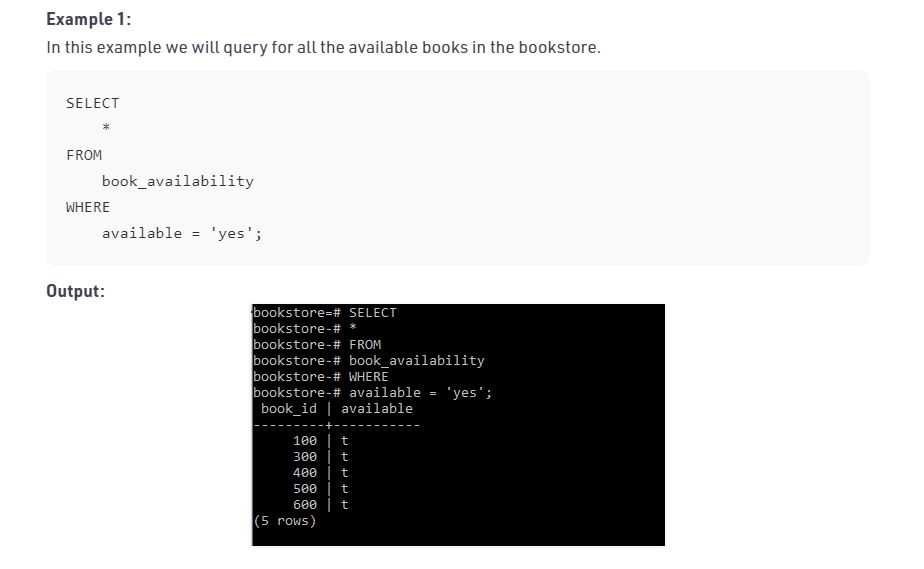 Example 1:
In this example we will query for all the available books in the bookstore.
SELECT
    *
FROM
    book_availability
WHERE
    available = 'yes';
Output:
bookstore=# SELECT
bookstore-# *
bookstore-# FROM
bookstore-# book_availability
bookstore-# WHERE
bookstore-# available = 'yes';
 book_id | available
---------+-----------
     100 | t
     300 | t
     400 | t
     500 | t
     600 | t
(5 rows)